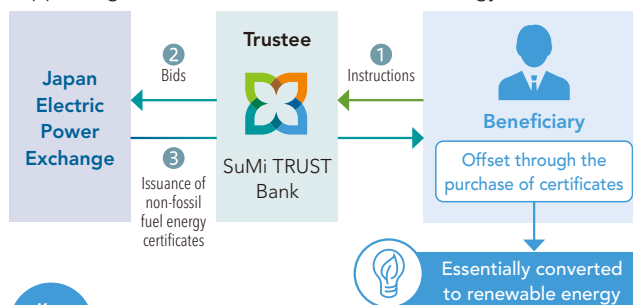 Trustee
2
Bids
1
Instructions
Japan
Electric
Power
Exchange
Beneficiary
3
Issuance of
non-fossil
fuel energy
certificates
SuMi TRUST
Bank
Offset through the
purchase of certificates
Essentially converted
to renewable energy